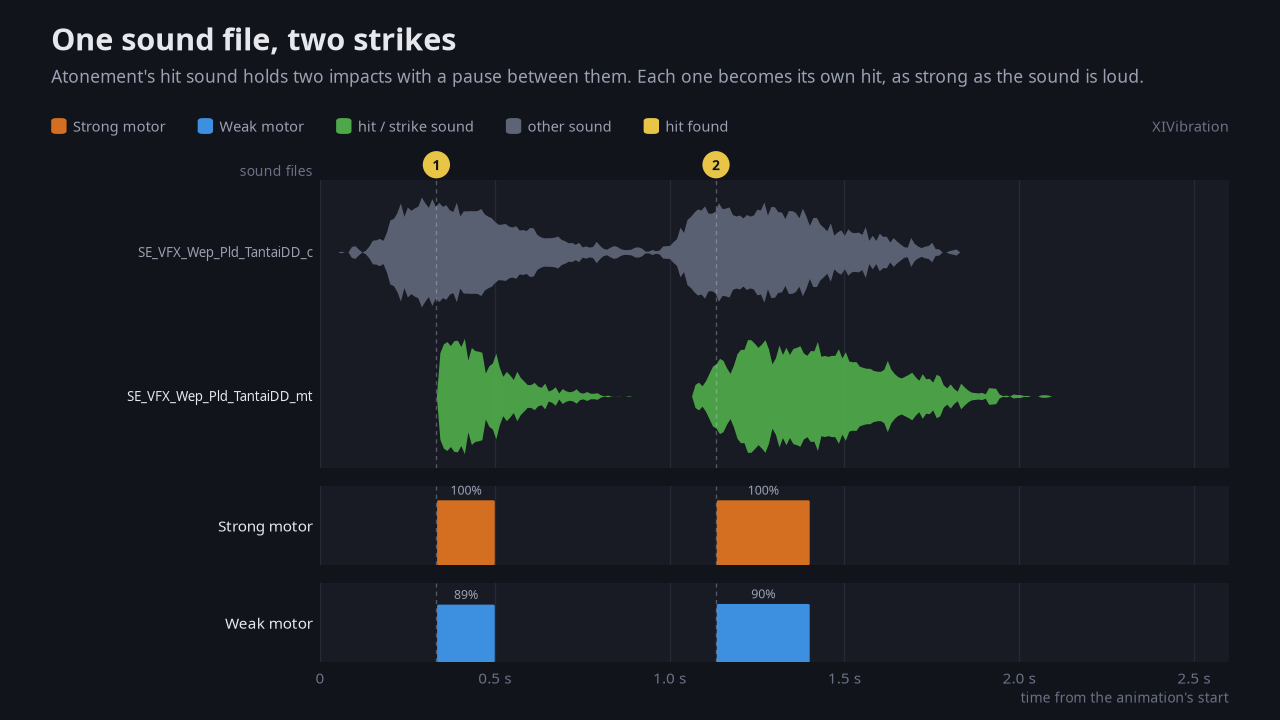 One sound file, two strikes
Atonement's hit sound holds two impacts with a pause between them. Each one becomes its own hit, as strong as the sound is loud.
Strong motor
Weak motor
hit / strike sound
other sound
hit found
XIVibration
sound files
1
2
SE_VFX_Wep_Pld_TantaiDD_c
SE_VFX_Wep_Pld_TantaiDD_mt
100%
100%
Strong motor
89%
90%
Weak motor
0
0.5 s
1.0 s
1.5 s
2.0 s
2.5 s
time from the animation's start